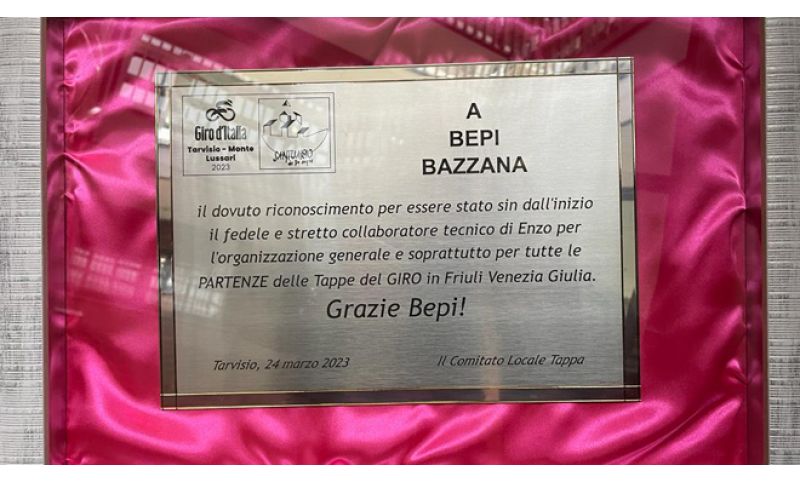 Giro d'Italia
Tarvisio - Monte
Lussari
2023
SANTUARIO
A
BEPI
BAZZANA
il dovuto riconoscimento per essere stato sin dall'inizio
il fedele e stretto collaboratore tecnico di Enzo per
l'organizzazione generale e soprattutto per tutte le
PARTENZE delle Tappe del GIRO in Friuli Venezia Giulia.
Grazie Bepi!
Tarvisio, 24 marzo 2023
Il Comitato Locale Tappa